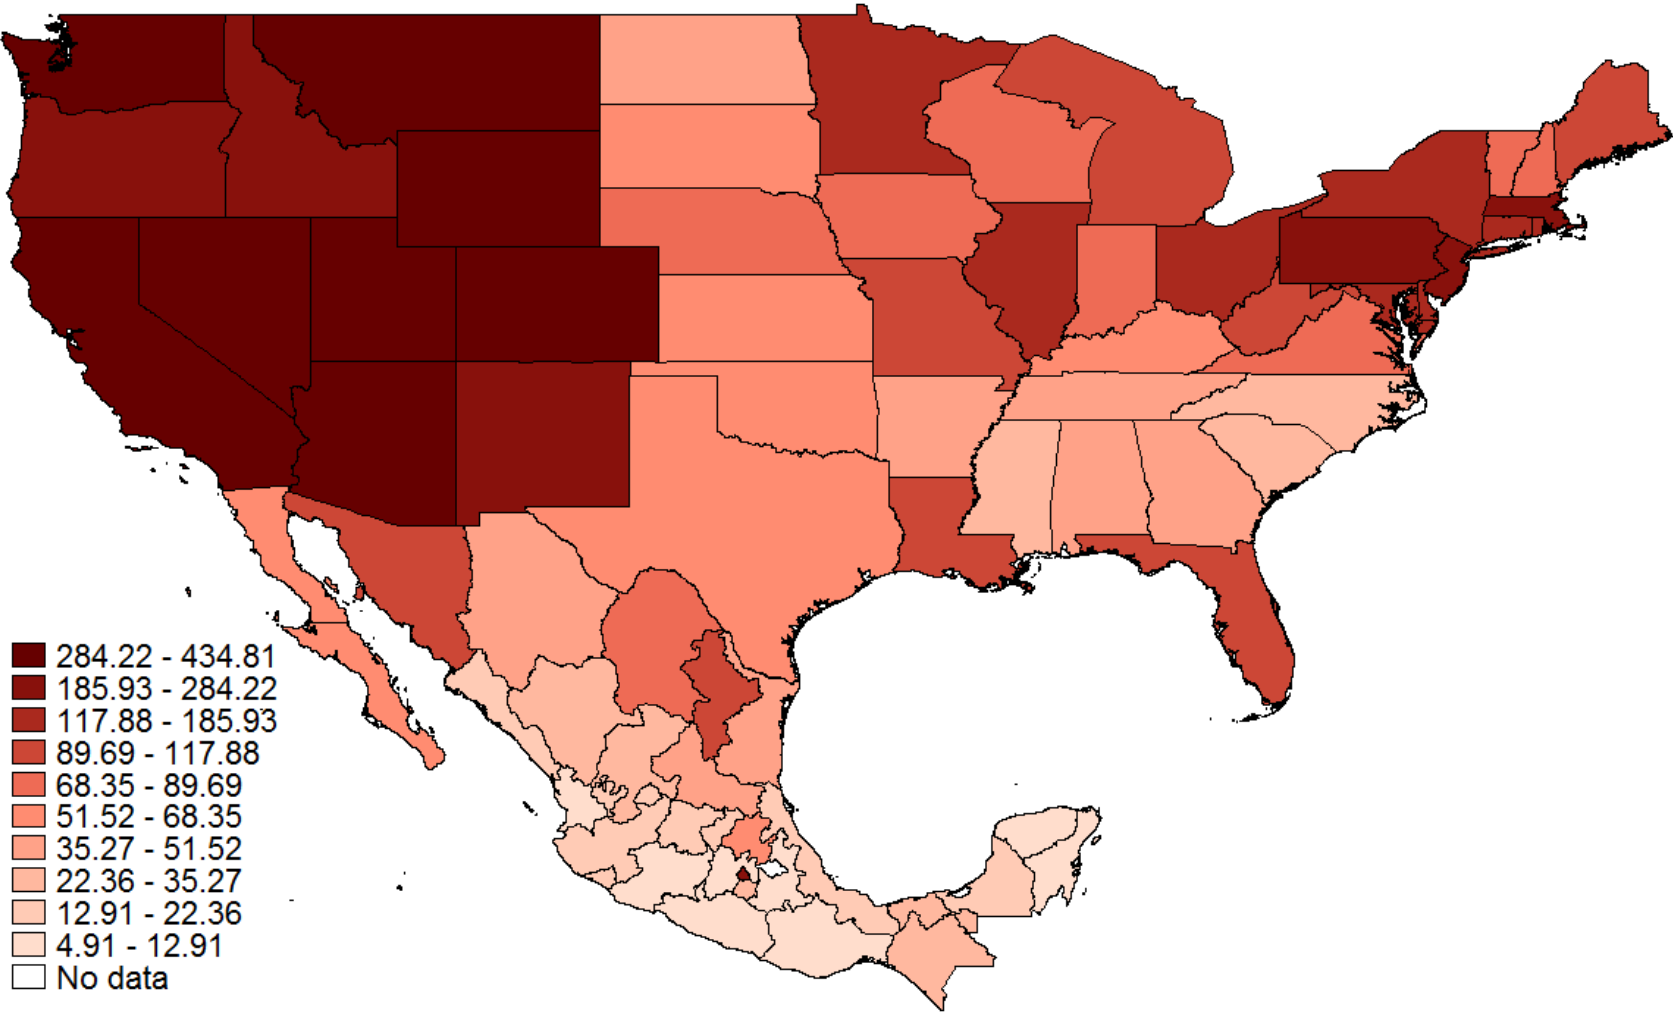 284.22 - 434.81
185.93 - 284.22
117.88 - 185.93
89.69 - 117.88
68.35 - 89.69
51.52 - 68.35
35.27 - 51.52
22.36 - 35.27
12.91 - 22.36
4.91 - 12.91
No data